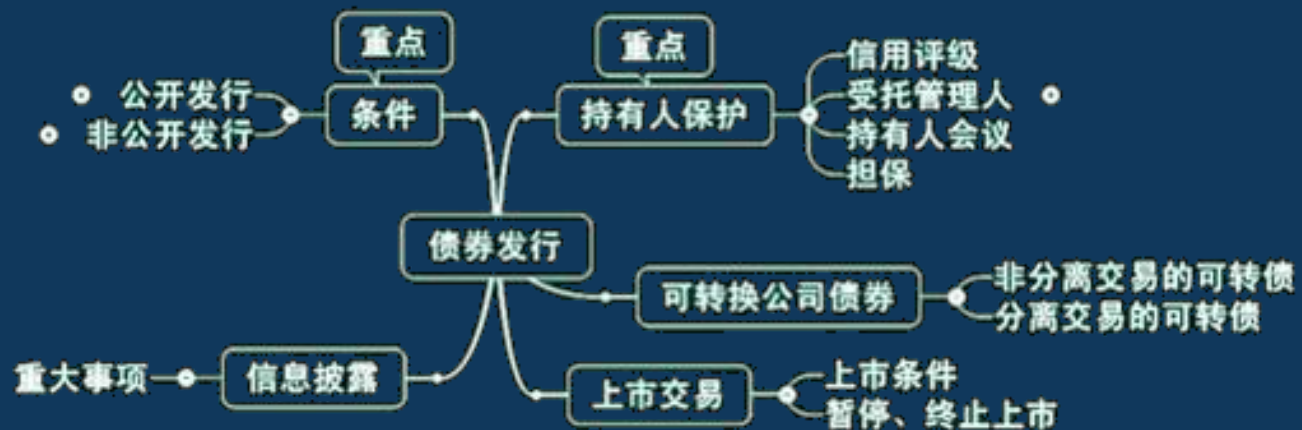 重点
条件
公开发行
非公开发行
重点
持有人保护
信用评级
受托管理人
持有人会议
担保
债券发行
可转换公司债券
非分离交易的可转债
分离交易的可转债
重大事项
信息披露
上市交易
上市条件
暂停、终止上市